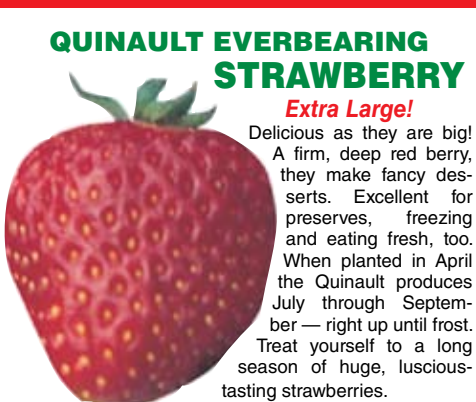 QUINAULT EVERBEARING
STRAWBERRY
Extra Large!
Delicious as they are big!
A firm, deep red berry,
they make fancy des-
serts. Excellent for
preserves, freezing
and eating fresh, too.
When planted in April
the Quinault produces
July through Septem-
ber — right up until frost.
Treat yourself to a long
season of huge, luscious-
tasting strawberries.